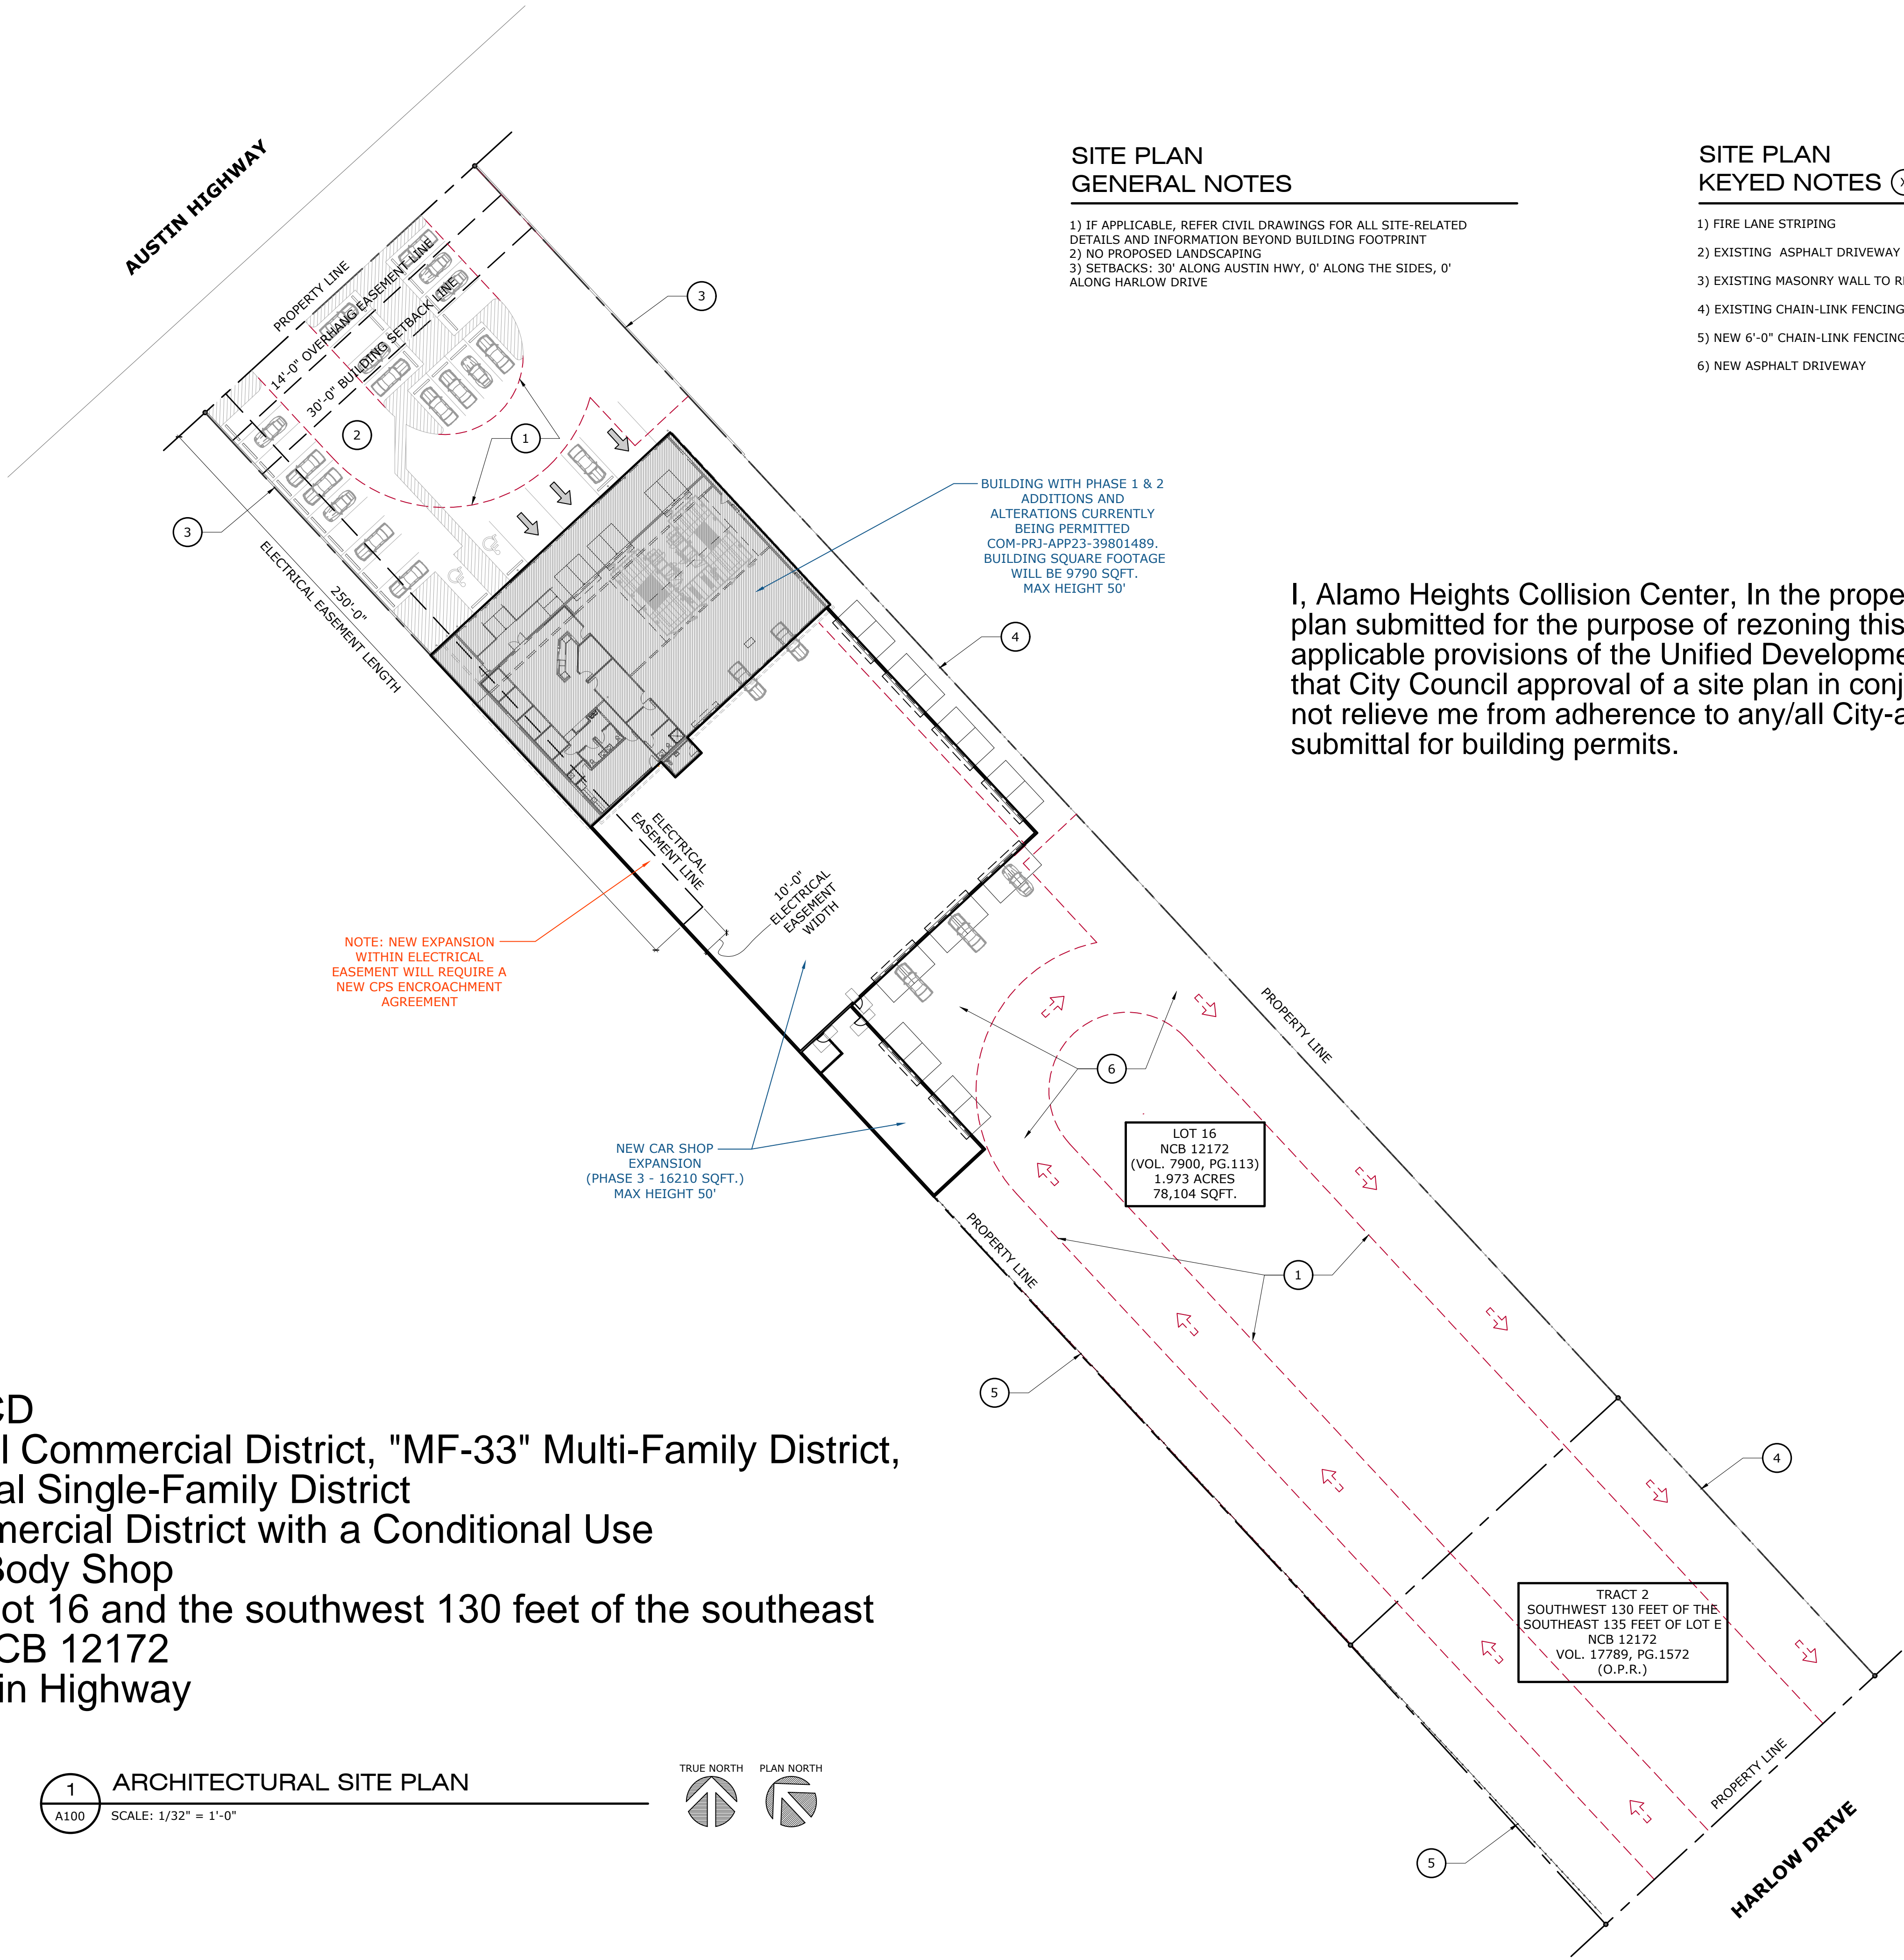 AUSTIN HIGHWAY
SITE PLAN
GENERAL NOTES
1) IF APPLICABLE, REFER CIVIL DRAWINGS FOR ALL SITE-RELATED
DETAILS AND INFORMATION BEYOND BUILDING FOOTPRINT
2) NO PROPOSED LANDSCAPING
3) SETBACKS: 30' ALONG AUSTIN HWY, 0' ALONG THE SIDES, 0'
ALONG HARLOW DRIVE
SITE PLAN
KEYED NOTES
1) FIRE LANE STRIPING
2) EXISTING ASPHALT DRIVEWAY
3) EXISTING MASONRY WALL TO
4) EXISTING CHAIN-LINK FENCING
5) NEW 6'-0" CHAIN-LINK FENCING
6) NEW ASPHALT DRIVEWAY
PROPERTY LINE
14'-0" OVERHANG EASEMENT LINE
30'-0" BUILDING SETBACK LINE
3
2
1
3
250'-0"
ELECTRICAL EASEMENT LENGTH
BUILDING WITH PHASE 1 & 2
ADDITIONS AND
ALTERATIONS CURRENTLY
BEING PERMITTED
COM-PRJ-APP23-39801489.
BUILDING SQUARE FOOTAGE
WILL BE 9790 SQFT.
MAX HEIGHT 50'
4
I, Alamo Heights Collision Center, In the prope
plan submitted for the purpose of rezoning this
applicable provisions of the Unified Developme
that City Council approval of a site plan in conj
not relieve me from adherence to any/all City-a
submittal for building permits.
ELECTRICAL
EASEMENT LINE
10'-0"
ELECTRICAL
EASEMENT
WIDTH
NOTE: NEW EXPANSION
WITHIN ELECTRICAL
EASEMENT WILL REQUIRE A
NEW CPS ENCROACHMENT
AGREEMENT
PROPERTY LINE
6
NEW CAR SHOP
EXPANSION
(PHASE 3 - 16210 SQFT.)
MAX HEIGHT 50'
LOT 16
NCB 12172
(VOL. 7900, PG.113)
1.973 ACRES
78,104 SQFT.
PROPERTY LINE
1
5
4
CD
l Commercial District, "MF-33" Multi-Family District,
al Single-Family District
mercial District with a Conditional Use
Body Shop
ot 16 and the southwest 130 feet of the southeast
CB 12172
in Highway
TRACT 2
SOUTHWEST 130 FEET OF THE
SOUTHEAST 135 FEET OF LOT E
NCB 12172
VOL. 17789, PG.1572
(O.P.R.)
PROPERTY LINE
HARLOW DRIVE
5
1
A100
ARCHITECTURAL SITE PLAN
SCALE: 1/32" = 1'-0"
TRUE NORTH
PLAN NORTH